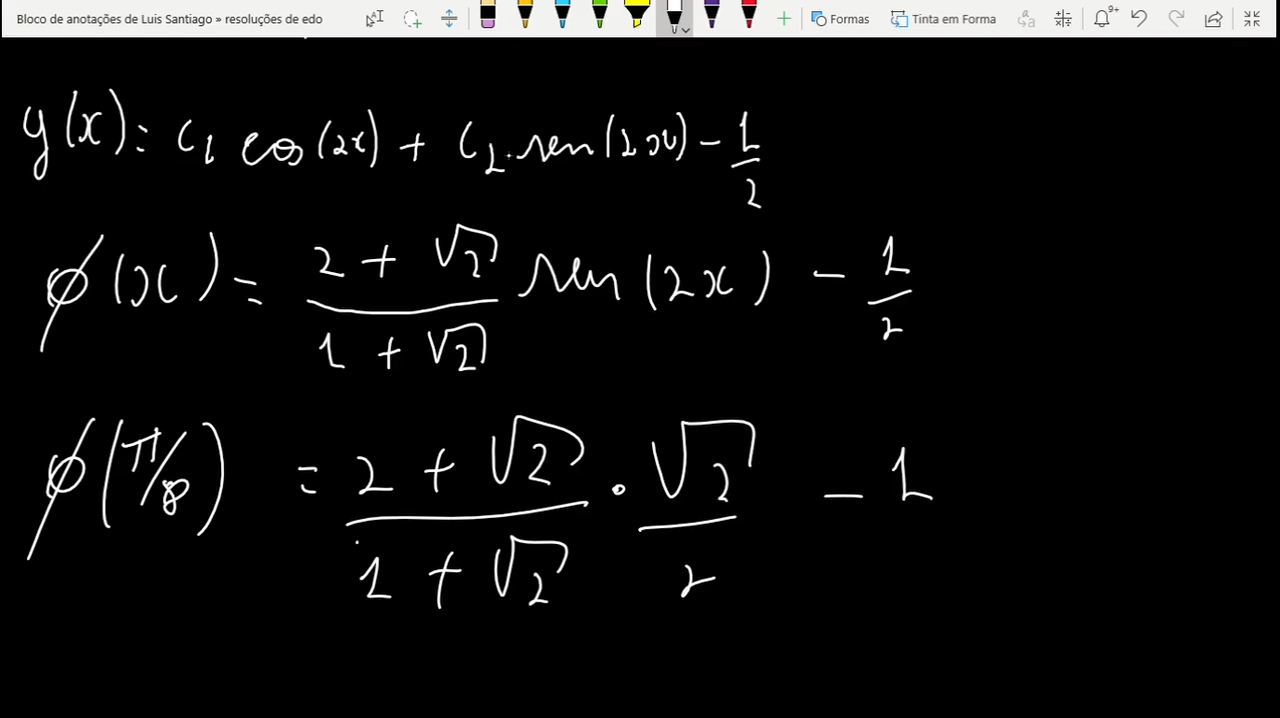 Bloco de anotações de Luis Santiago » resoluções de edo Formas Tinta em Forma 9+
y(x) = c₁ cos(2x) + c₂ . sen(2x) - 1/2
ϕ(x) = (2 + √2)/(1 + √2) sen(2x) - 1/2
ϕ(π/8) = (2 + √2)/(1 + √2) · √2/2 - 1